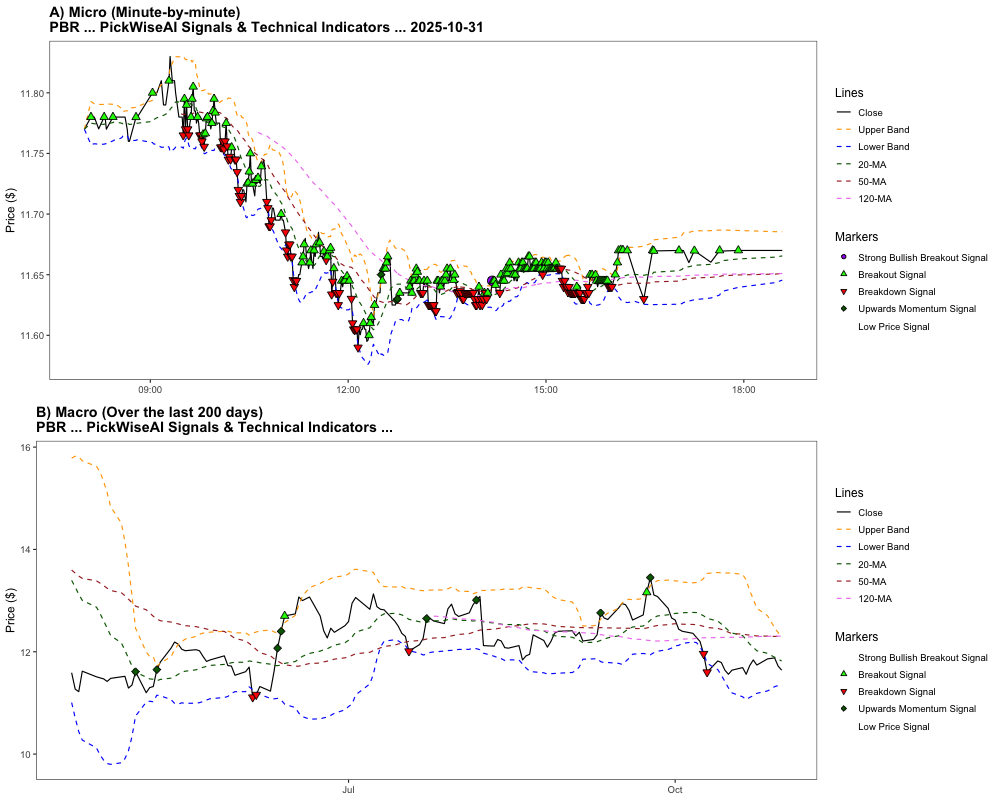 A) Micro (Minute-by-minute)
PBR ... PickWiseAI Signals & Technical Indicators ... 2025-10-31
Price ($)
11.80
11.75
11.70
11.65
11.60
09:00
12:00
15:00
18:00
Lines
Close
Upper Band
Lower Band
20-MA
50-MA
120-MA
Markers
Strong Bullish Breakout Signal
Breakout Signal
Breakdown Signal
Upwards Momentum Signal
Low Price Signal
B) Macro (Over the last 200 days)
PBR ... PickWiseAI Signals & Technical Indicators ...
Price ($)
16
14
12
10
Jul
Oct
Lines
Close
Upper Band
Lower Band
20-MA
50-MA
120-MA
Markers
Strong Bullish Breakout Signal
Breakout Signal
Breakdown Signal
Upwards Momentum Signal
Low Price Signal